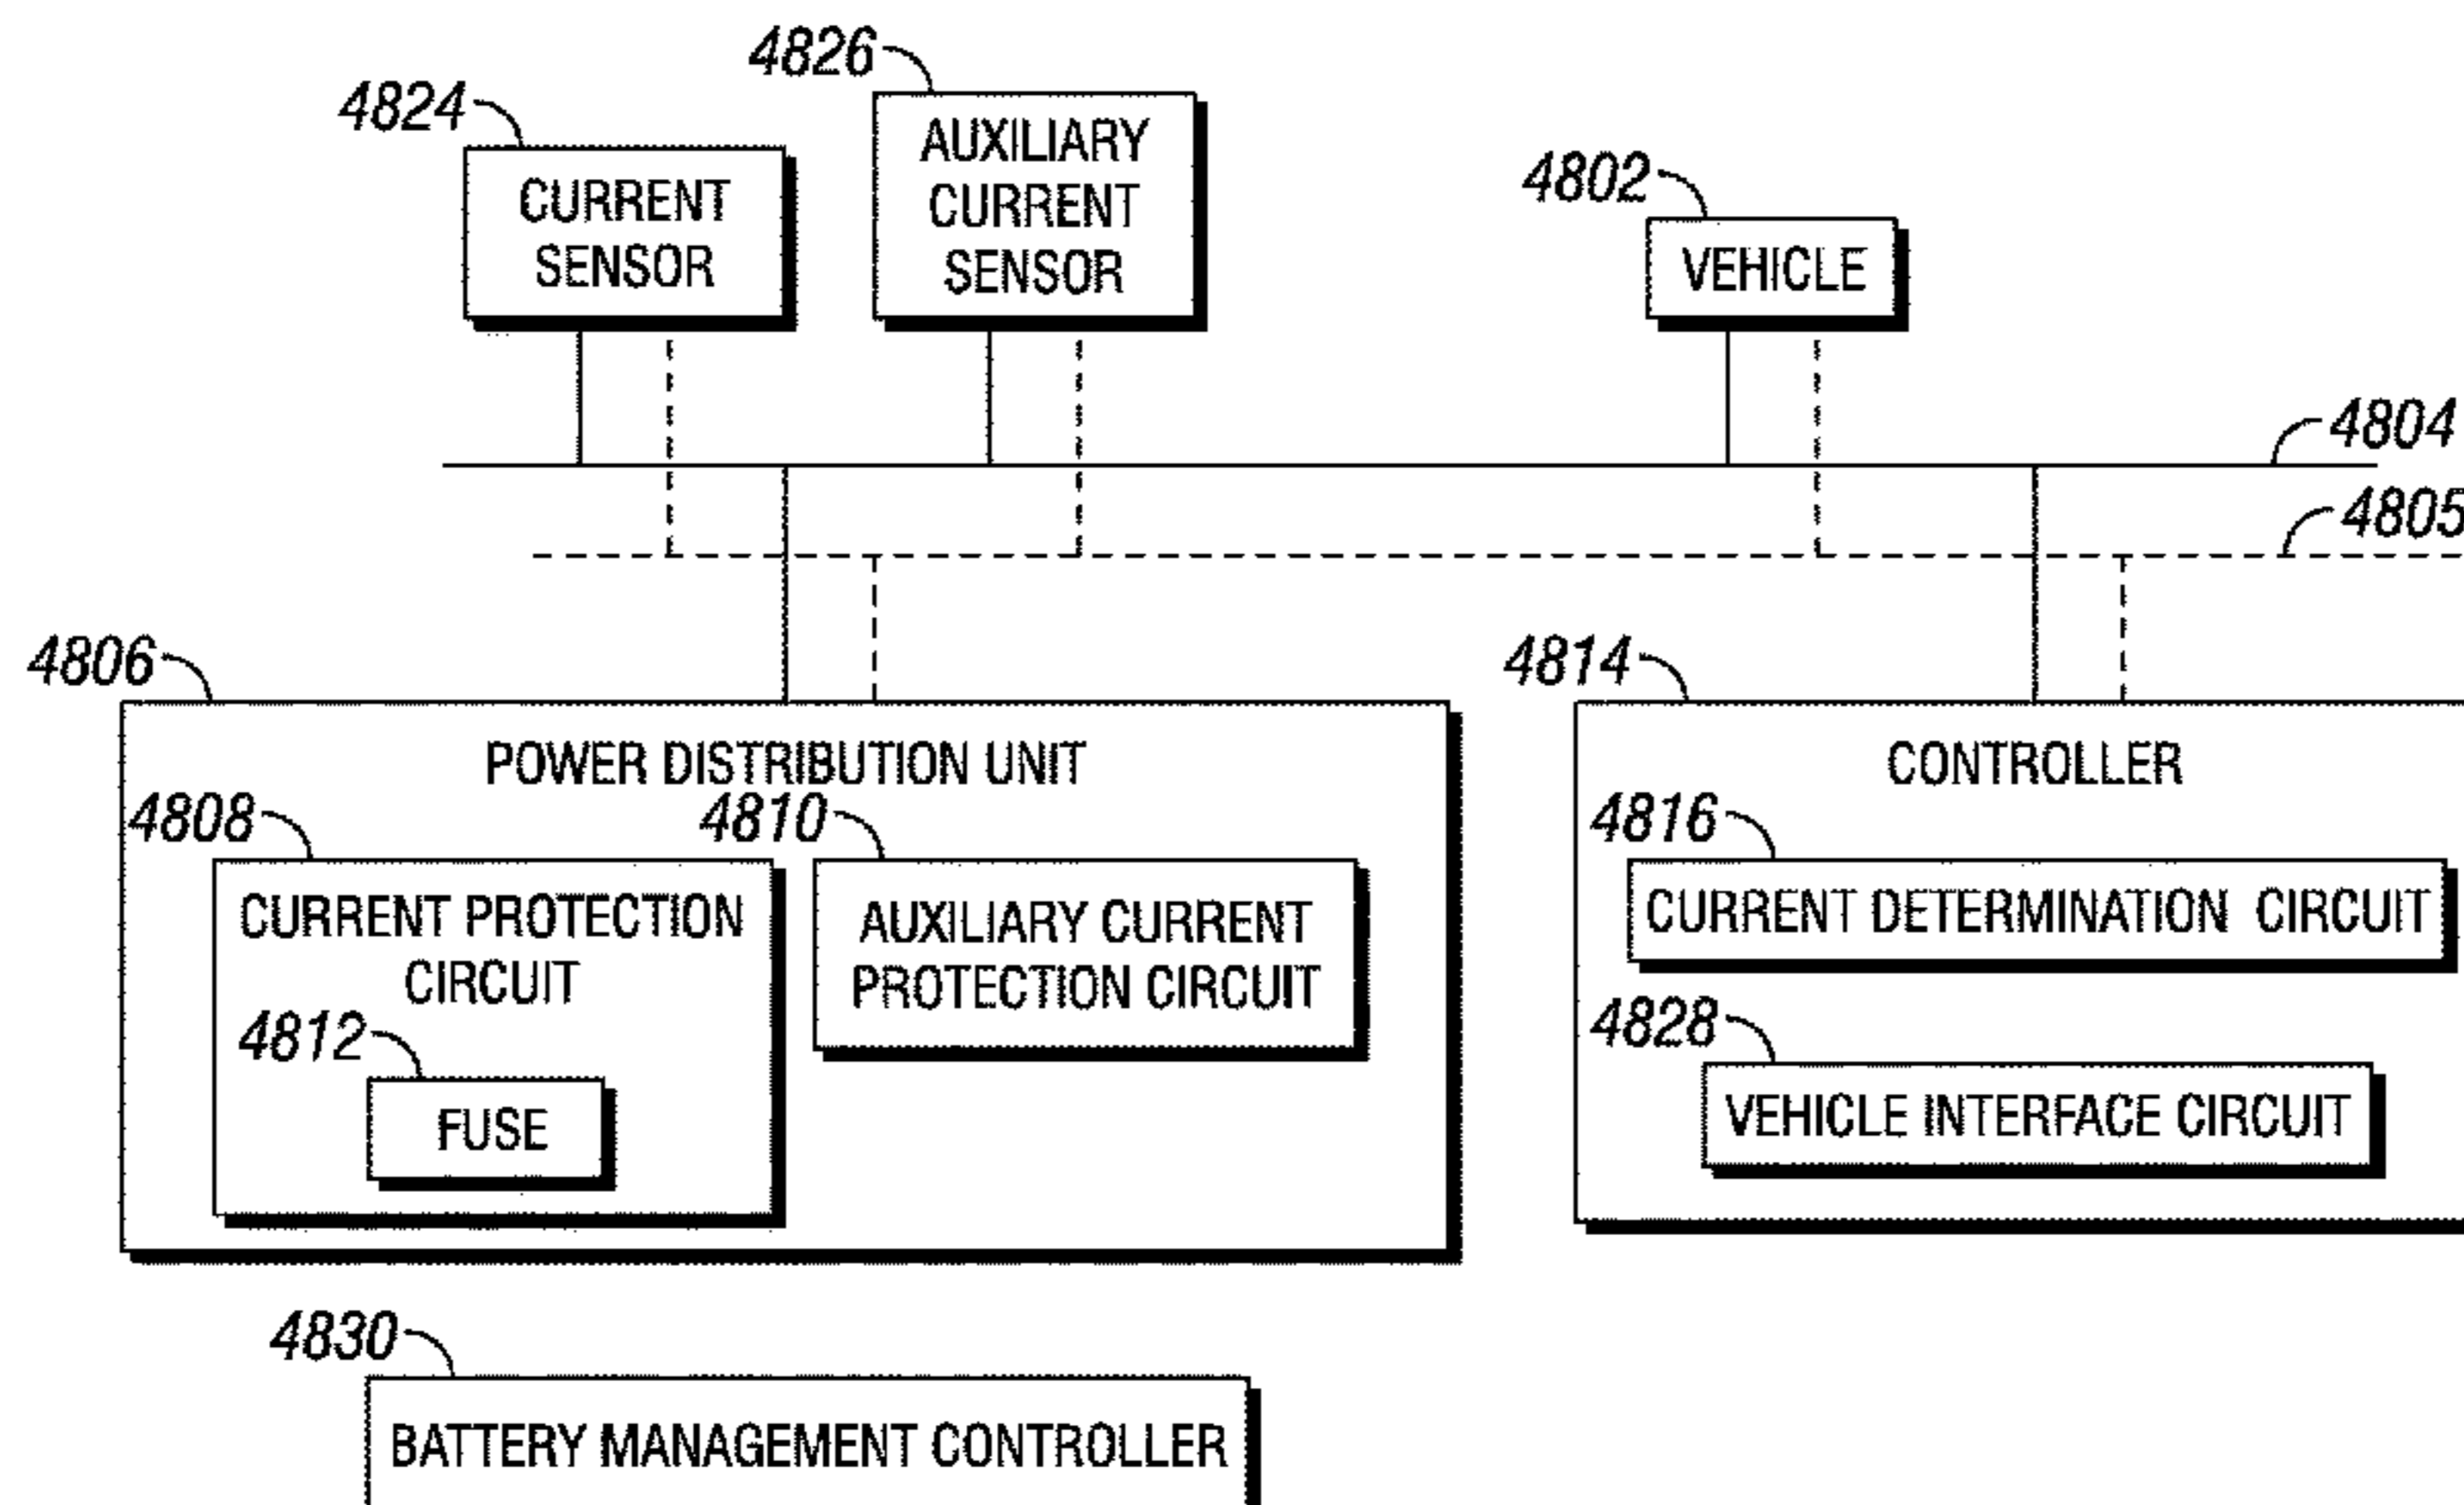 4826
4824
AUXILIARY
CURRENT
SENSOR
CURRENT
SENSOR
4802
VEHICLE
4804
4805
4806
4814
POWER DISTRIBUTION UNIT
CONTROLLER
4808
4810
4816
CURRENT PROTECTION
CIRCUIT
AUXILIARY CURRENT
PROTECTION CIRCUIT
CURRENT DETERMINATION CIRCUIT
4812
4828
FUSE
VEHICLE INTERFACE CIRCUIT
4830
BATTERY MANAGEMENT CONTROLLER